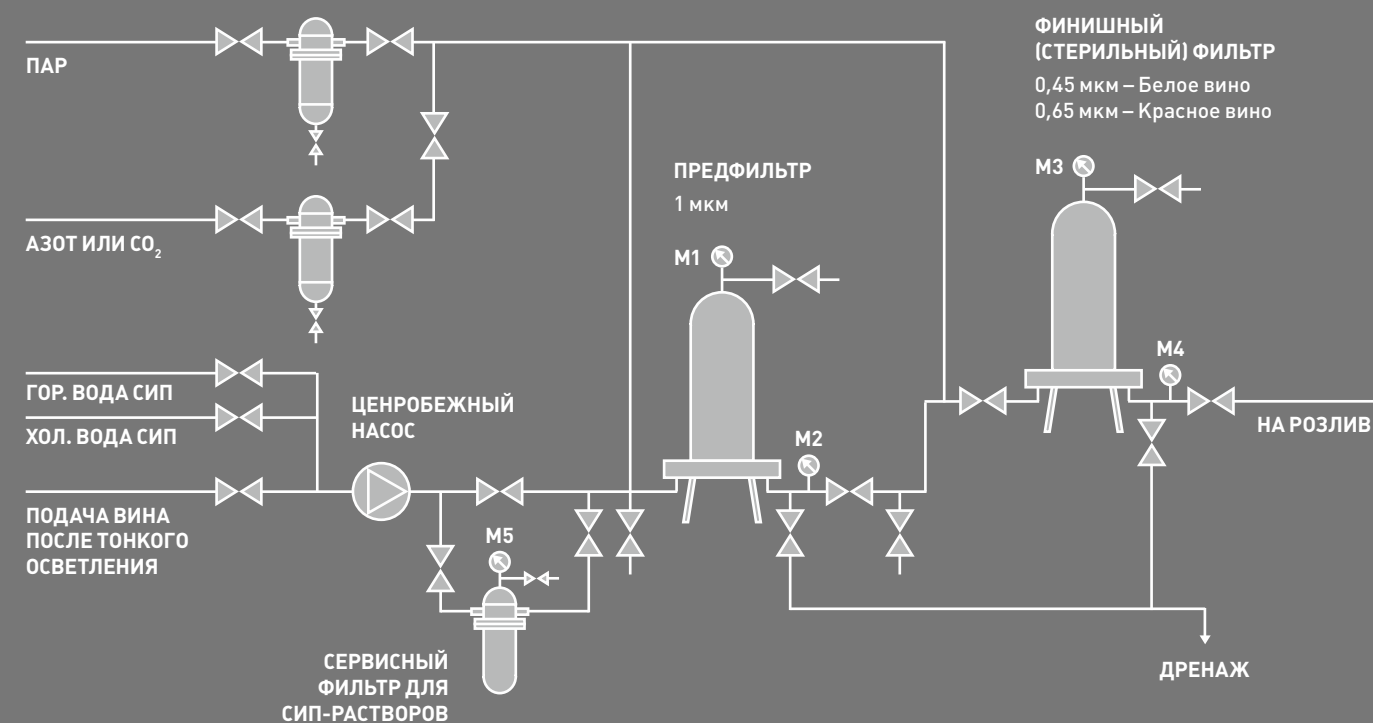 ПАР
АЗОТ ИЛИ CO₂
ГОР. ВОДА СИП
ХОЛ. ВОДА СИП
ПОДАЧА ВИНА
ПОСЛЕ ТОНКОГО
ОСВЕТЛЕНИЯ
ЦЕНРОБЕЖНЫЙ
НАСОС
M5
СЕРВИСНЫЙ
ФИЛЬТР ДЛЯ
СИП-РАСТВОРОВ
ПРЕДФИЛЬТР
1 мкм
M1
M2
ФИНИШНЫЙ
(СТЕРИЛЬНЫЙ) ФИЛЬТР
0,45 мкм – Белое вино
0,65 мкм – Красное вино
M3
M4
НА РОЗЛИВ
ДРЕНАЖ